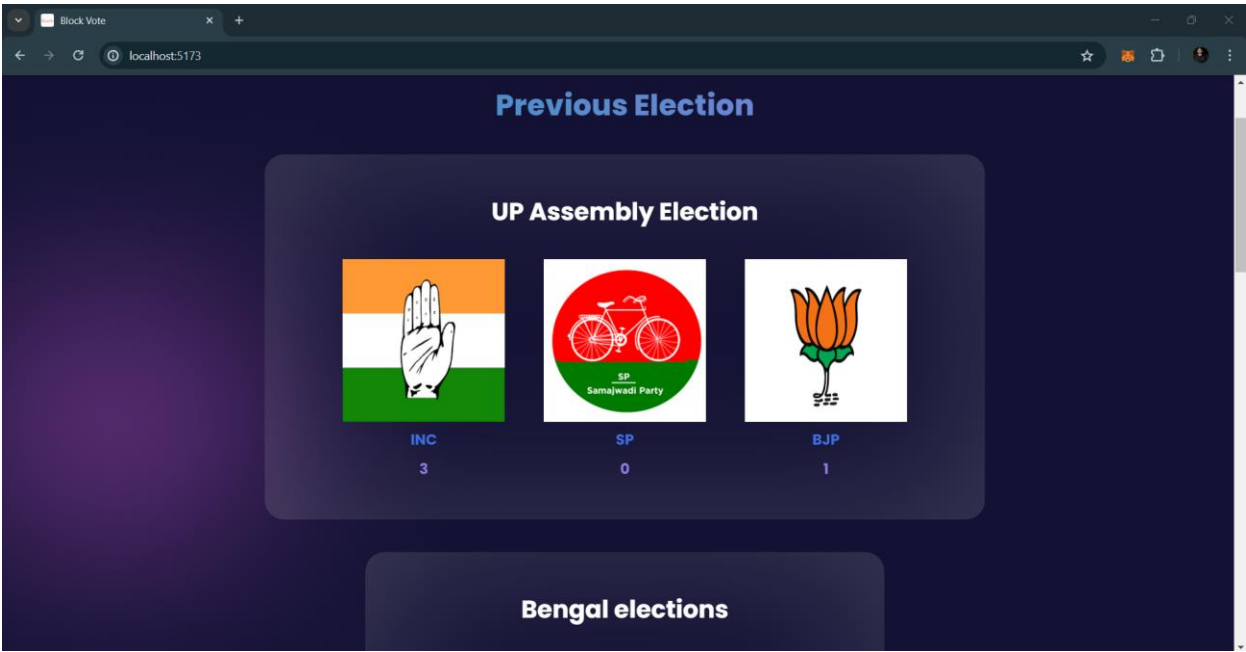 Block Vote
localhost:5173
Previous Election
UP Assembly Election
SP
Samajwadi Party
INC SP BJP
3 0 1
Bengal elections